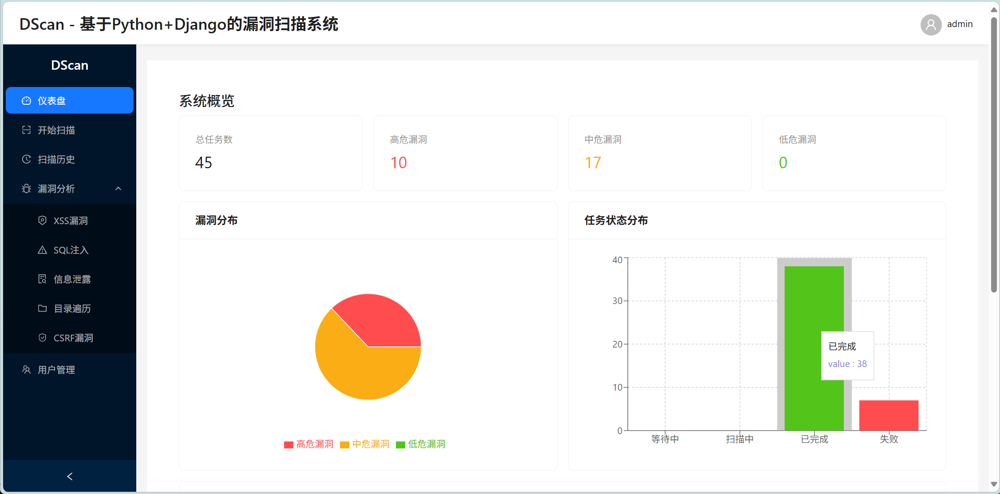 DScan - 基于Python+Django的漏洞扫描系统
admin
DScan
仪表盘
开始扫描
扫描历史
漏洞分析
XSS漏洞
SQL注入
信息泄露
目录遍历
CSRF漏洞
用户管理
系统概览
总任务数
45
高危漏洞
10
中危漏洞
17
低危漏洞
0
漏洞分布
高危漏洞 中危漏洞 低危漏洞
任务状态分布
40
30
20
10
0
已完成
value : 38
等待中 扫描中 已完成 失败